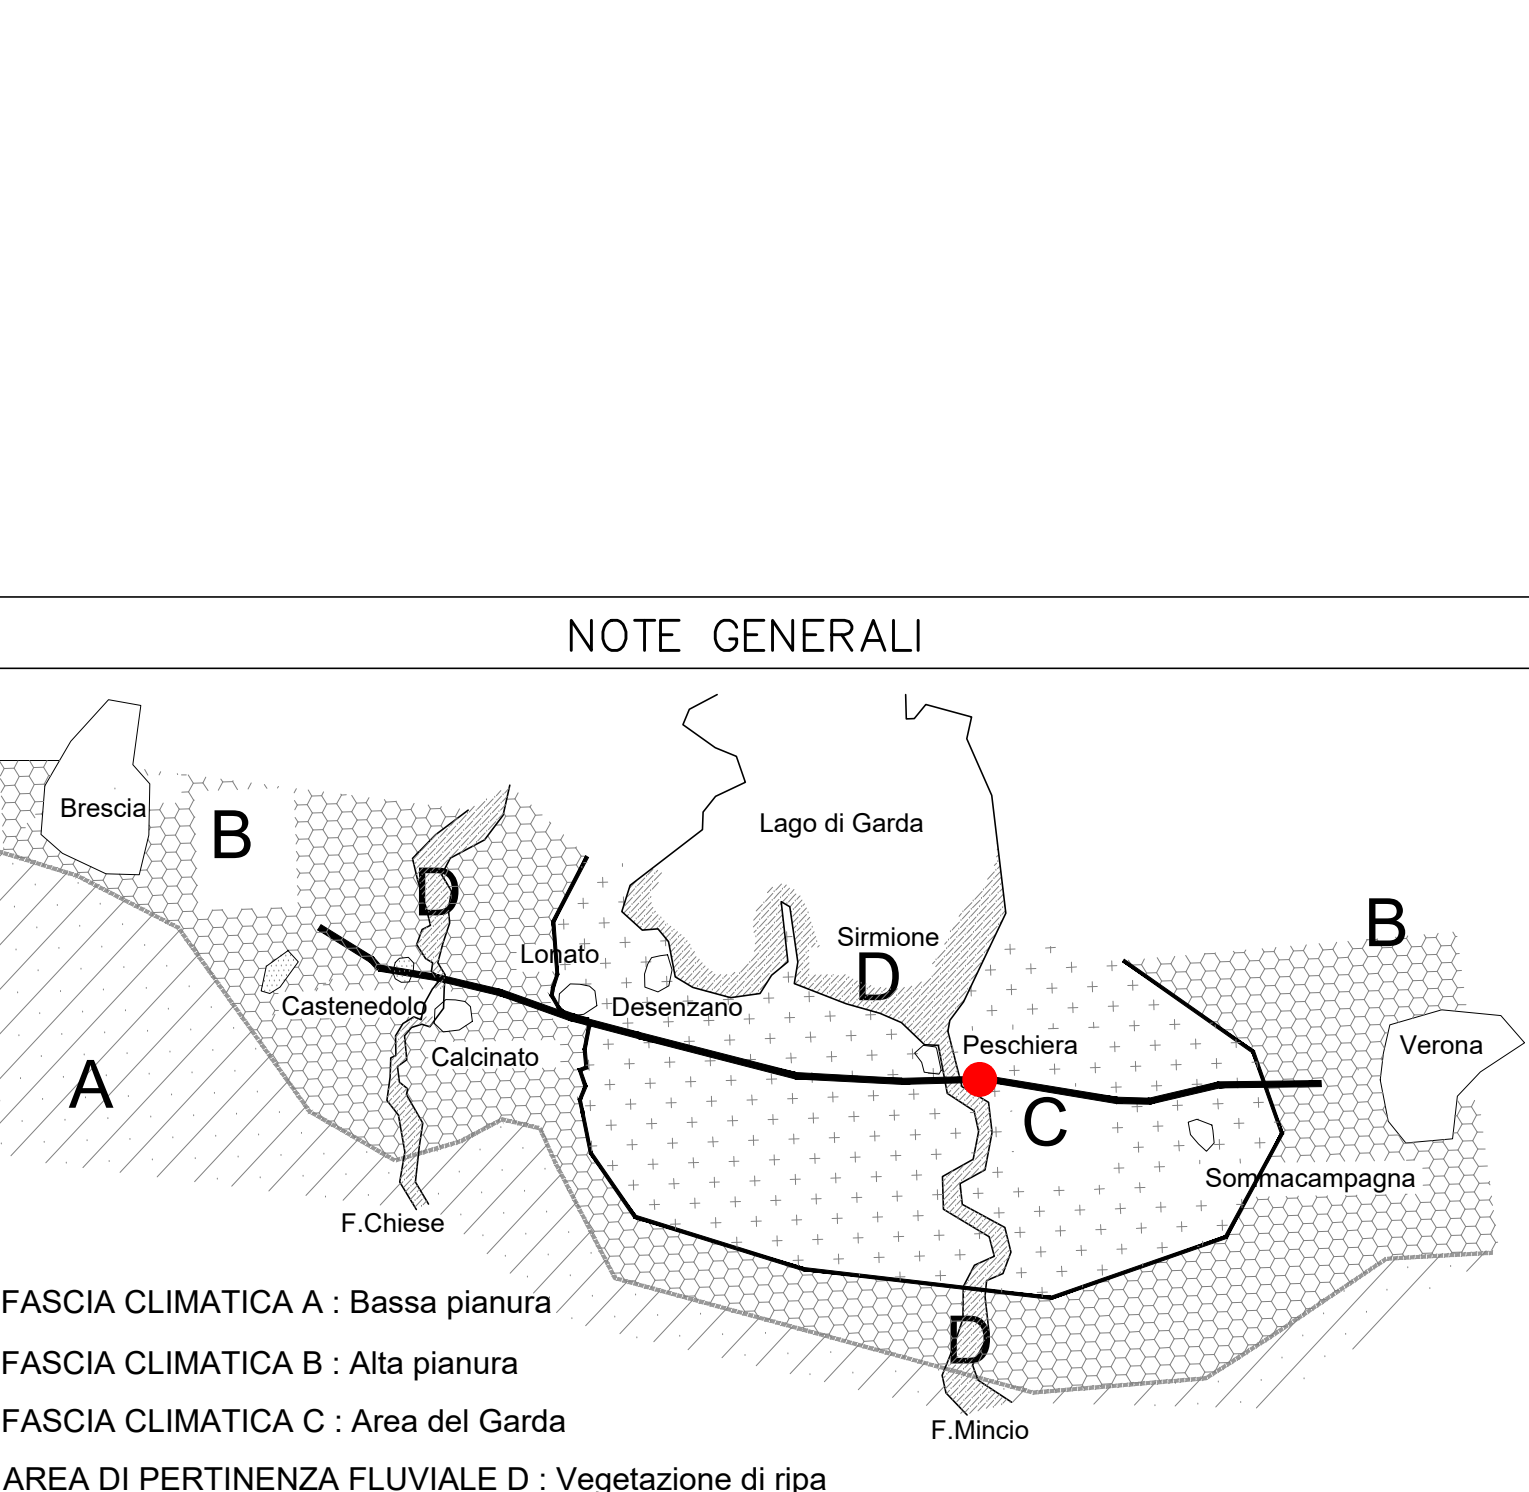 NOTE GENERALI
Brescia
B
Lago di Garda
D
B
Sirmione
Lonato
D
Castenedolo
Desenzano
Peschiera
Verona
Calcinato
A
C
Sommacampagna
F.Chiese
FASCIA CLIMATICA A : Bassa pianura
D
FASCIA CLIMATICA B : Alta pianura
FASCIA CLIMATICA C : Area del Garda
F.Mincio
AREA DI PERTINENZA FLUVIALE D : Vegetazione di ripa